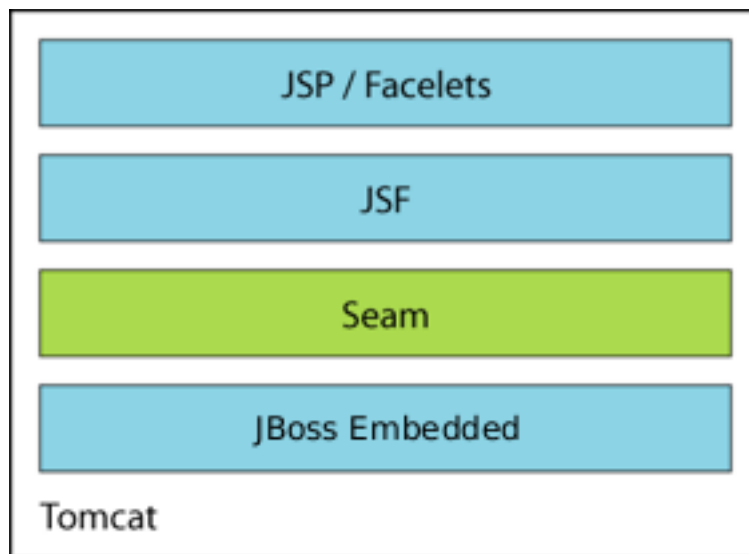 JSP / Facelets
JSF
Seam
JBoss Embedded
Tomcat